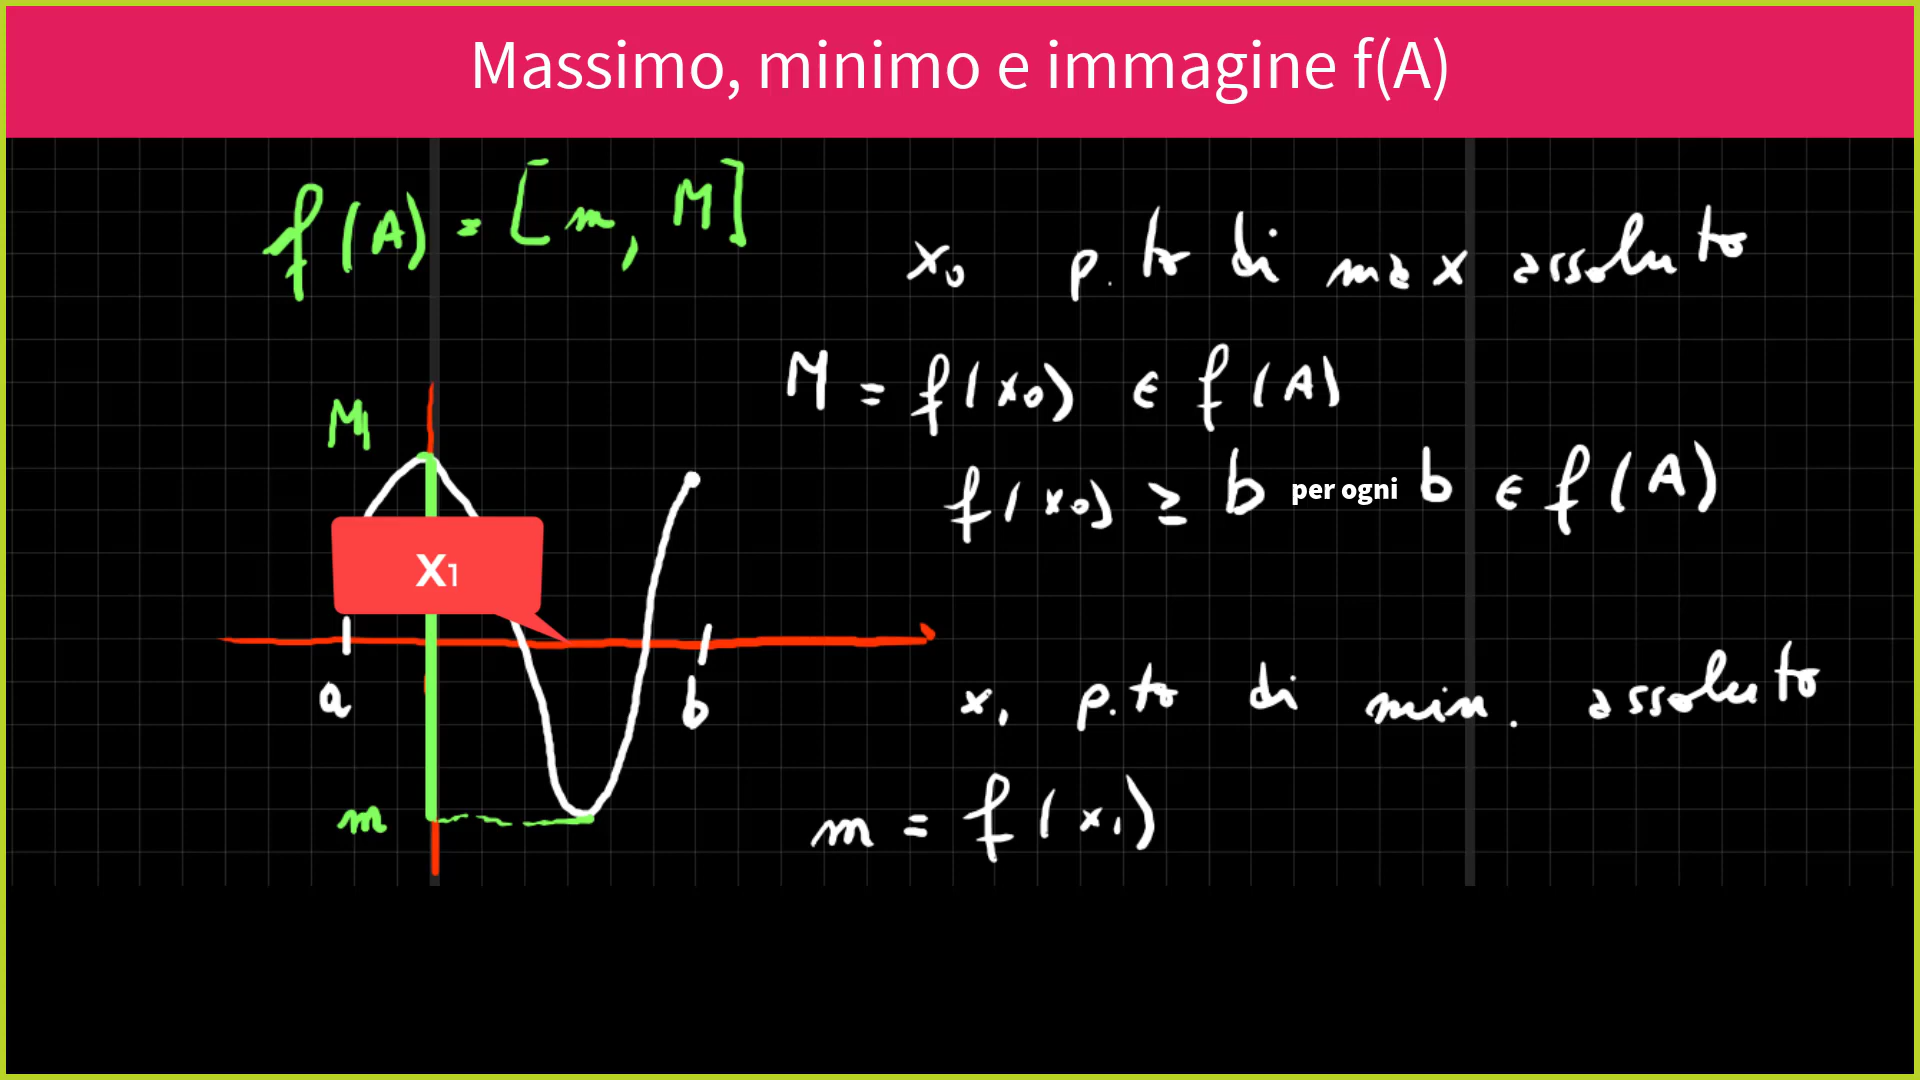 Massimo, minimo e immagine f(A)
f(A) = [m, M]
x₀ p.to di max assoluto
M = f(x₀) ∈ f(A)
f(x₀) ≥ b per ogni b ∈ f(A)
M
x1
a
b
x₁ p.to di min. assoluto
m
m = f(x₁)